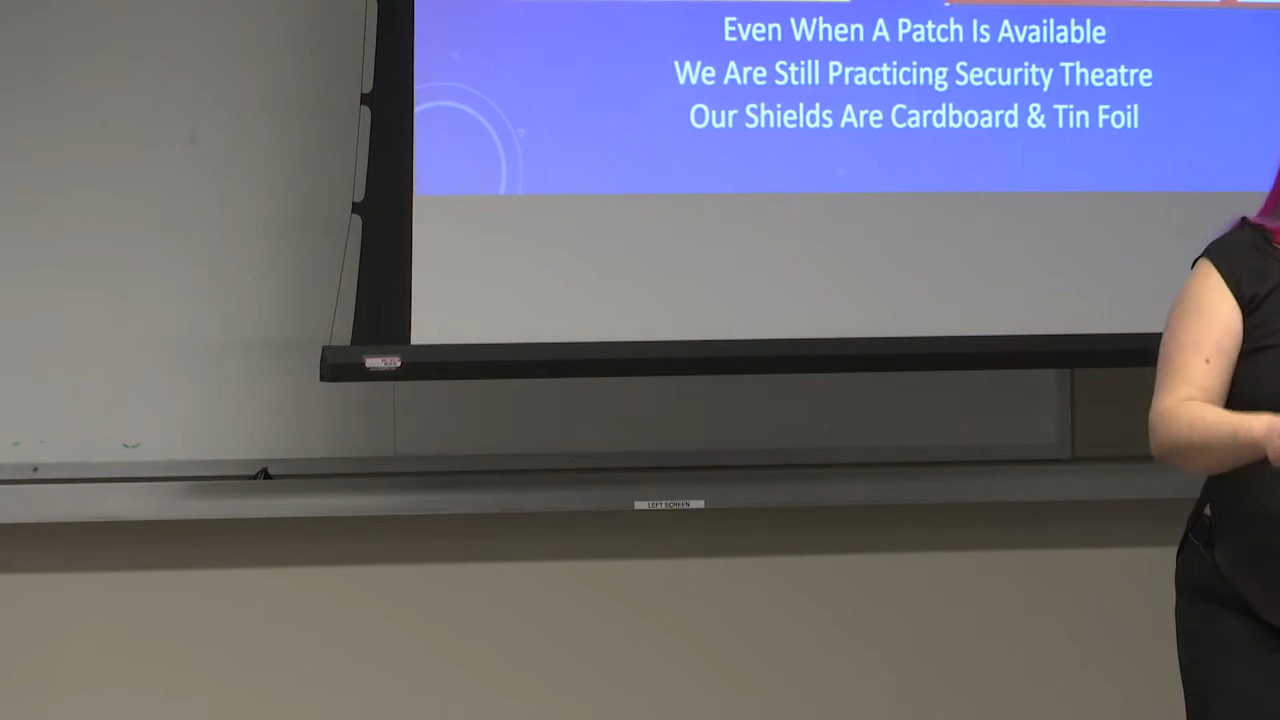 Even When A Patch Is Available
We Are Still Practicing Security Theatre
Our Shields Are Cardboard & Tin Foil
LEFT SCREEN